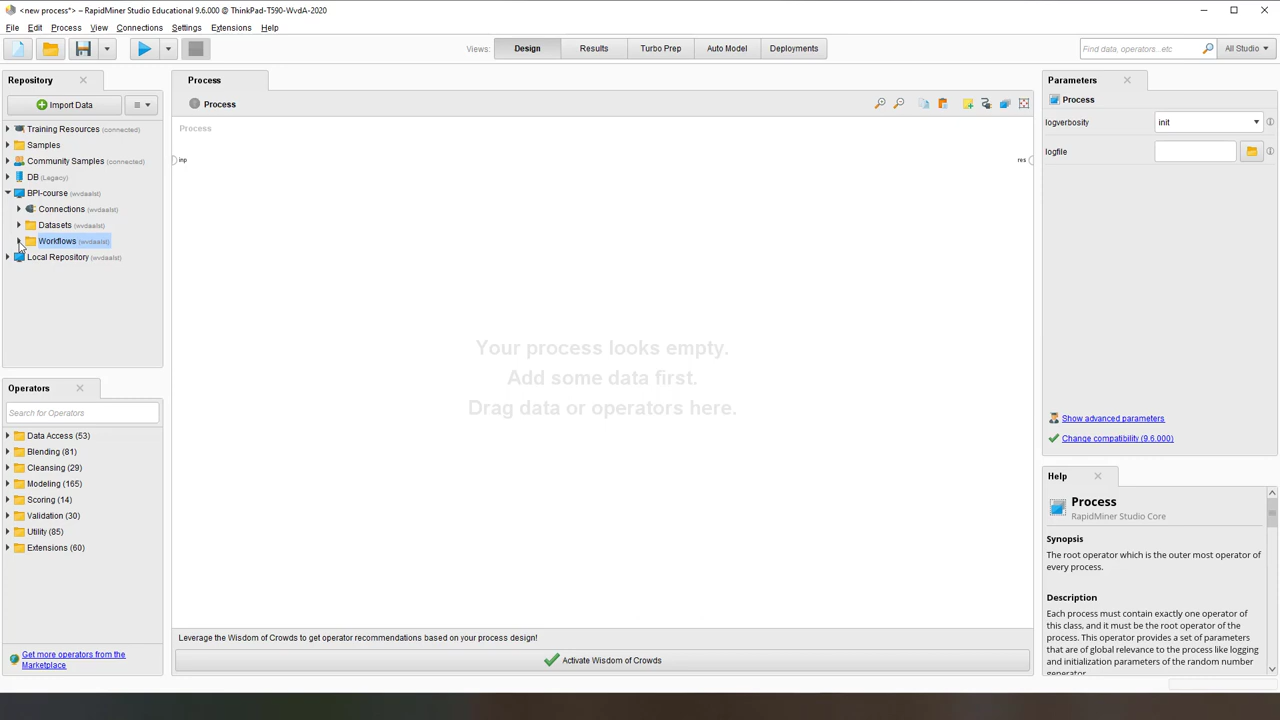 <new process*> – RapidMiner Studio Educational 9.6.000 @ ThinkPad-T590-WvdA-2020
File Edit Process View Connections Settings Extensions Help
Views: Design Results Turbo Prep Auto Model Deployments Find data, operators...etc All Studio
Repository
Import Data
Training Resources (connected)
Samples
Community Samples (connected)
DB (Legacy)
BPI-course (wvdaalst)
Connections (wvdaalst)
Datasets (wvdaalst)
Workflows (wvdaalst)
Local Repository (wvdaalst)
Operators
Search for Operators
Data Access (53)
Blending (81)
Cleansing (29)
Modeling (165)
Scoring (14)
Validation (30)
Utility (85)
Extensions (60)
Get more operators from the
Marketplace
Process
Process
Process
inp
res
Your process looks empty.
Add some data first.
Drag data or operators here.
Leverage the Wisdom of Crowds to get operator recommendations based on your process design!
Activate Wisdom of Crowds
Parameters
Process
logverbosity init
logfile
Show advanced parameters
Change compatibility (9.6.000)
Help
Process
RapidMiner Studio Core
Synopsis
The root operator which is the outer most operator of
every process.
Description
Each process must contain exactly one operator of
this class, and it must be the root operator of the
process. This operator provides a set of parameters
that are of global relevance to the process like logging
and initialization parameters of the random number
generator.